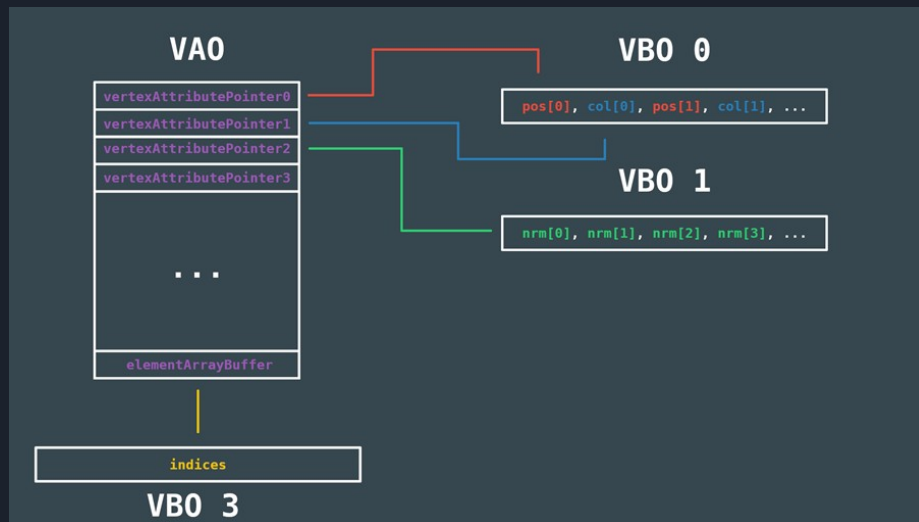 VAO
vertexAttributePointer0
vertexAttributePointer1
vertexAttributePointer2
vertexAttributePointer3
...
elementArrayBuffer
indices
VBO 3
VBO 0
pos[0], col[0], pos[1], col[1], ...
VBO 1
nrm[0], nrm[1], nrm[2], nrm[3], ...